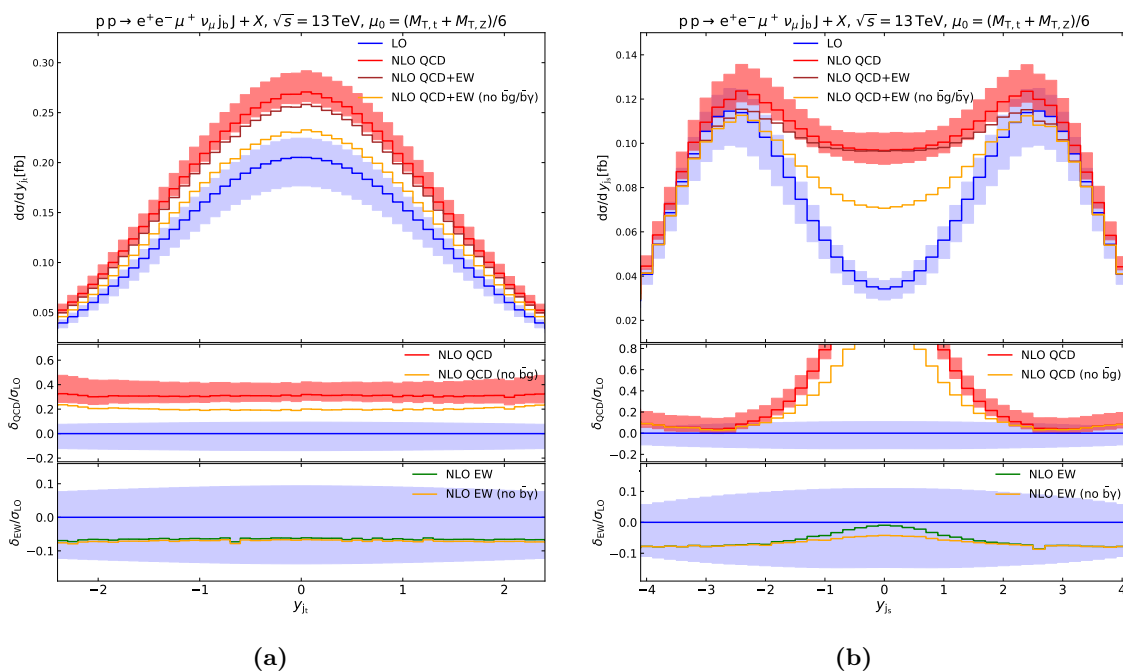 p p → e⁺e⁻μ⁺ ν_μ j_b J + X, √s = 13 TeV, μ₀ = (M_T,t + M_T,Z)/6
LO
NLO QCD
NLO QCD+EW
NLO QCD+EW (no b̄g/b̄γ)
dσ/d y_jt [fb]
0.30
0.25
0.20
0.15
0.10
0.05
NLO QCD
NLO QCD (no b̄g)
δ_QCD/σ_LO
0.6
0.4
0.2
0.0
−0.2
NLO EW
NLO EW (no b̄γ)
δ_EW/σ_LO
0.1
0.0
−0.1
−2 −1 0 1 2
y_jt
(a)
p p → e⁺e⁻μ⁺ ν_μ j_b J + X, √s = 13 TeV, μ₀ = (M_T,t + M_T,Z)/6
LO
NLO QCD
NLO QCD+EW
NLO QCD+EW (no b̄g/b̄γ)
dσ/d y_js [fb]
0.14
0.12
0.10
0.08
0.06
0.04
0.02
NLO QCD
NLO QCD (no b̄g)
δ_QCD/σ_LO
0.8
0.6
0.4
0.2
0.0
−0.2
NLO EW
NLO EW (no b̄γ)
δ_EW/σ_LO
0.1
0.0
−0.1
−4 −3 −2 −1 0 1 2 3 4
y_js
(b)